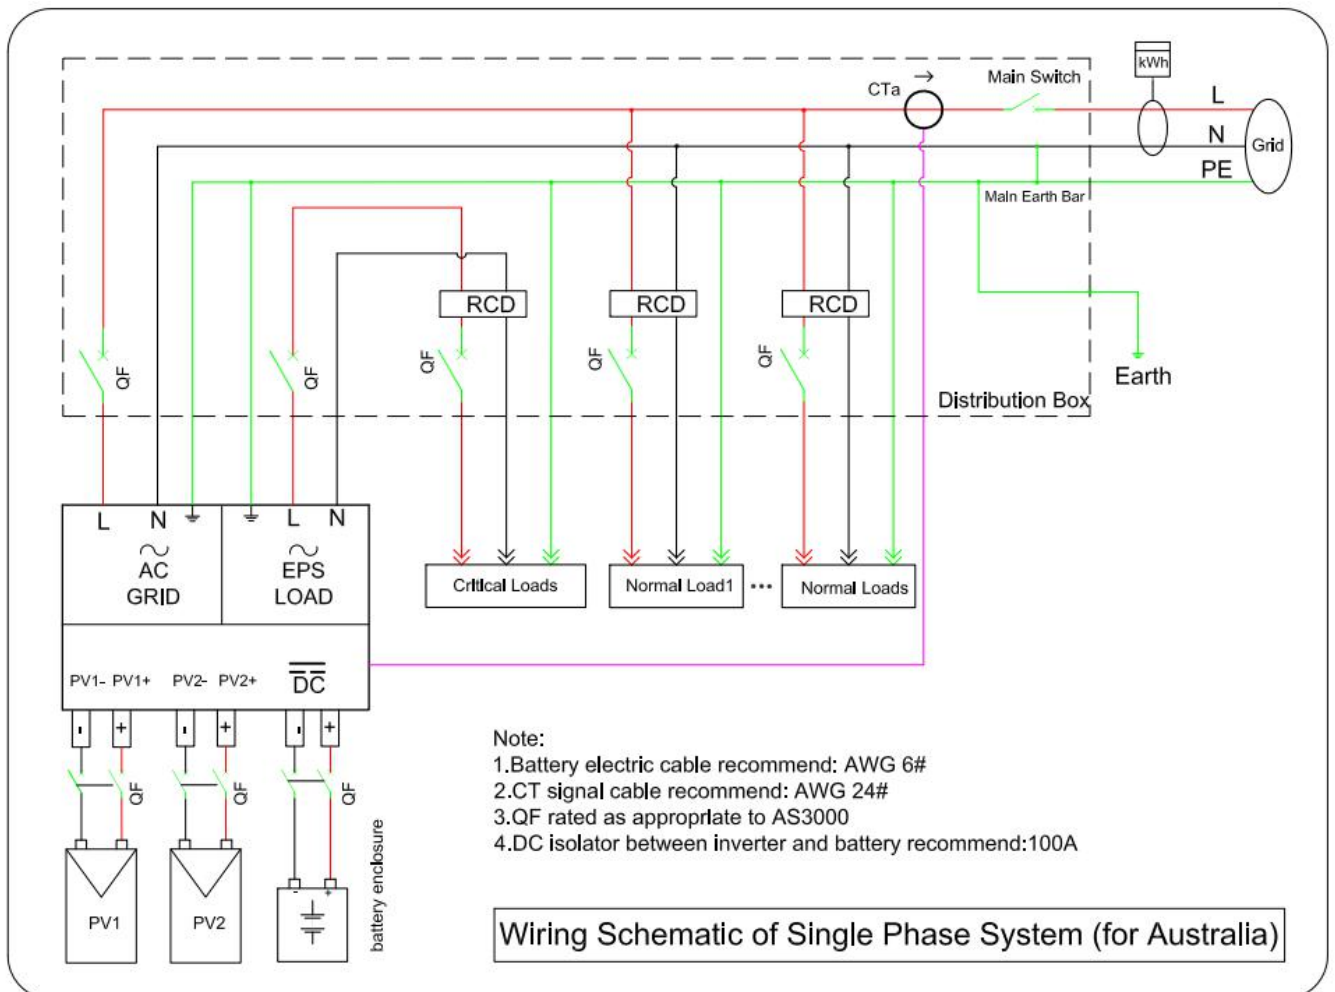 kWh
Main Switch
CTa
→
L
N
Grid
PE
Main Earth Bar
RCD
RCD
RCD
QF
QF
QF
QF
QF
Earth
Distribution Box
L
N
L
N
AC
GRID
EPS
LOAD
Critical Loads
Normal Load1
...
Normal Loads
PV1-
PV1+
PV2-
PV2+
DC
-
+
-
+
-
+
QF
QF
QF
PV1
PV2
-
+
battery enclosure
Note:
1.Battery electric cable recommend: AWG 6#
2.CT signal cable recommend: AWG 24#
3.QF rated as appropriate to AS3000
4.DC isolator between inverter and battery recommend:100A
Wiring Schematic of Single Phase System (for Australia)